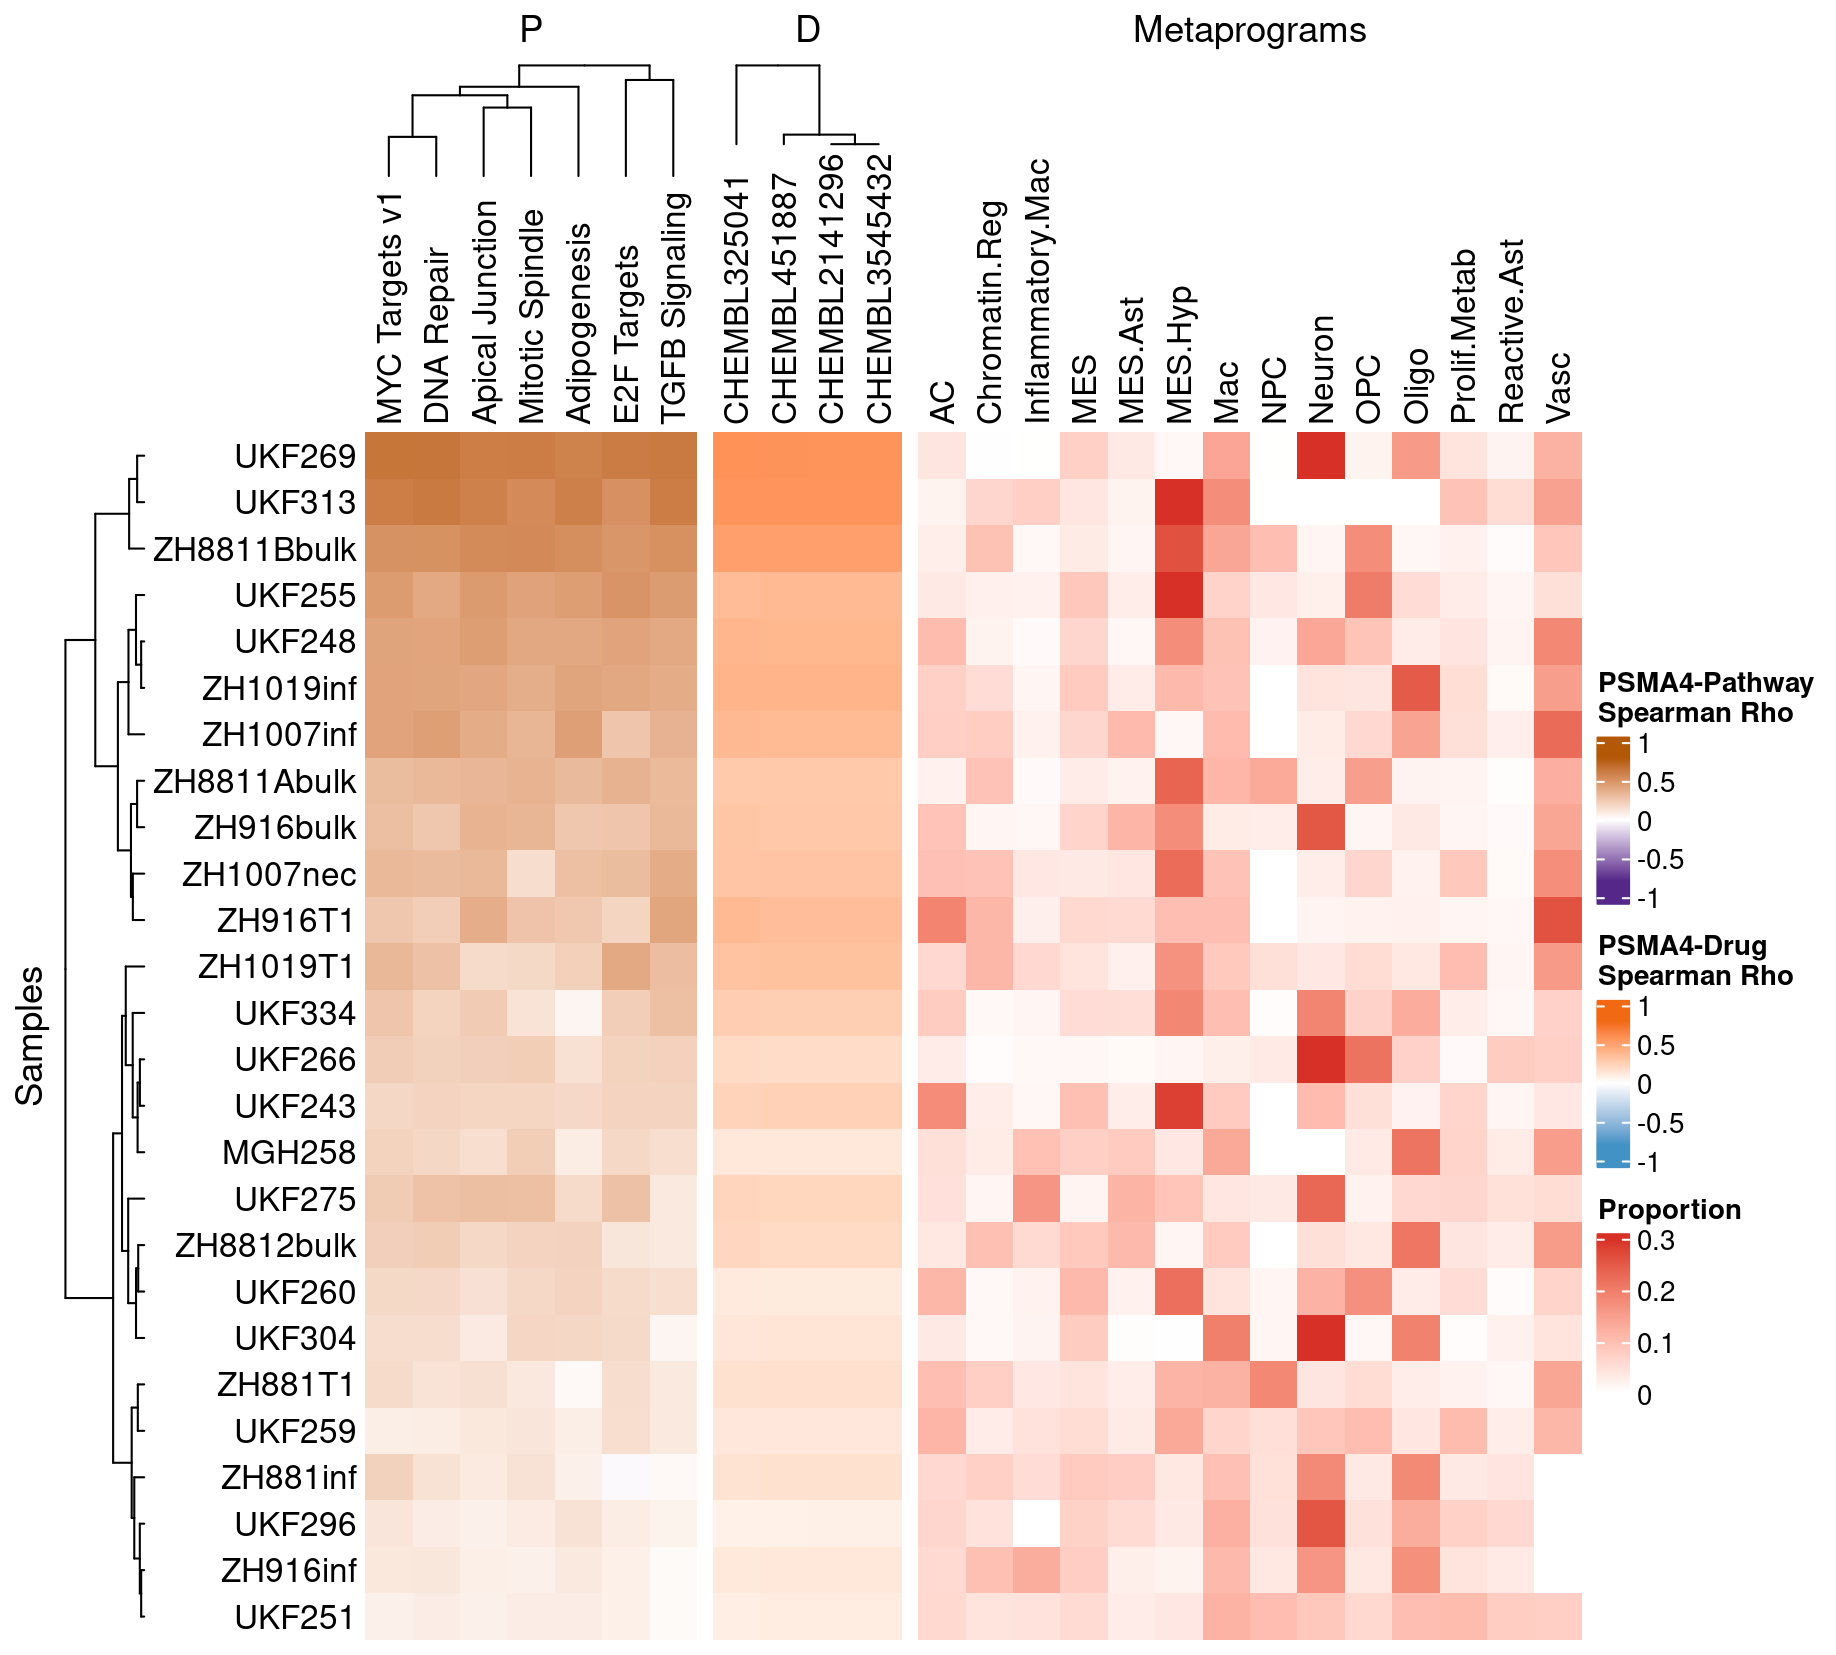 P
D
Metaprograms
MYC Targets v1
DNA Repair
Apical Junction
Mitotic Spindle
Adipogenesis
E2F Targets
TGFB Signaling
CHEMBL325041
CHEMBL451887
CHEMBL2141296
CHEMBL3545432
AC
Chromatin.Reg
Inflammatory.Mac
MES
MES.Ast
MES.Hyp
Mac
NPC
Neuron
OPC
Oligo
Prolif.Metab
Reactive.Ast
Vasc
Samples
UKF269
UKF313
ZH8811Bbulk
UKF255
UKF248
ZH1019inf
ZH1007inf
ZH8811Abulk
ZH916bulk
ZH1007nec
ZH916T1
ZH1019T1
UKF334
UKF266
UKF243
MGH258
UKF275
ZH8812bulk
UKF260
UKF304
ZH881T1
UKF259
ZH881inf
UKF296
ZH916inf
UKF251
PSMA4-Pathway
Spearman Rho
1
0.5
0
-0.5
-1
PSMA4-Drug
Spearman Rho
1
0.5
0
-0.5
-1
Proportion
0.3
0.2
0.1
0